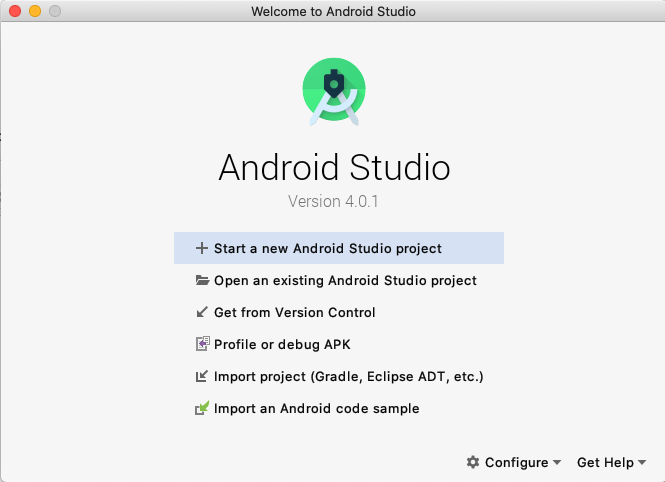 Welcome to Android Studio
Android Studio
Version 4.0.1
Start a new Android Studio project
Open an existing Android Studio project
Get from Version Control
Profile or debug APK
Import project (Gradle, Eclipse ADT, etc.)
Import an Android code sample
Configure Get Help